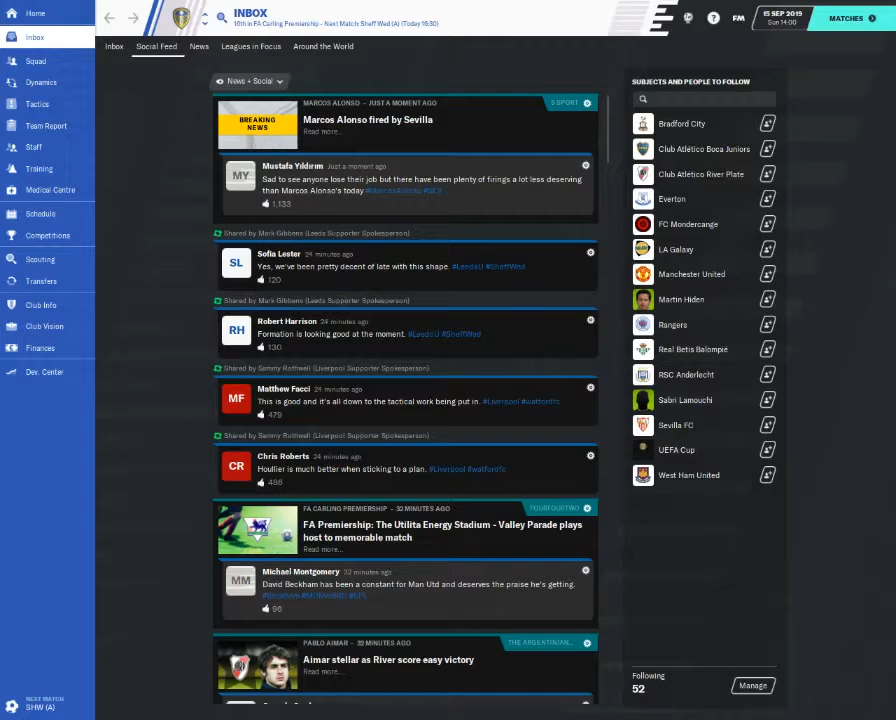 Home
Inbox
Squad
Dynamics
Tactics
Team Report
Staff
Training
Medical Centre
Schedule
Competitions
Scouting
Transfers
Club Info
Club Vision
Finances
Dev. Center
NEXT MATCH
SHW (A)
INBOX
16th in FA Carling Premiership - Next Match: Sheff Wed (A) (Today 16:30)
?
FM
15 SEP 2019
Sun 14:00
MATCHES
Inbox
Social Feed
News
Leagues in Focus
Around the World
News + Social
BREAKING
NEWS
MARCOS ALONSO - JUST A MOMENT AGO
S SPORT
Marcos Alonso fired by Sevilla
Read more...
MY
Mustafa Yıldırım Just a moment ago
Sad to see anyone lose their job but there have been plenty of firings a lot less deserving
than Marcos Alonso's today #MarcosAlonso #SEV
1,133
Shared by Mark Gibbens (Leeds Supporter Spokesperson)
SL
Sofia Lester 24 minutes ago
Yes, we've been pretty decent of late with this shape. #LeedsU #SheffWed
120
Shared by Mark Gibbens (Leeds Supporter Spokesperson)
RH
Robert Harrison 24 minutes ago
Formation is looking good at the moment. #LeedsU #SheffWed
130
Shared by Sammy Rothwell (Liverpool Supporter Spokesperson)
MF
Matthew Facci 24 minutes ago
This is good and it's all down to the tactical work being put in. #Liverpool #watfordfc
479
Shared by Sammy Rothwell (Liverpool Supporter Spokesperson)
CR
Chris Roberts 24 minutes ago
Houllier is much better when sticking to a plan. #Liverpool #watfordfc
486
FA CARLING PREMIERSHIP - 32 MINUTES AGO
FOURFOURTWO
FA Premiership: The Utilita Energy Stadium - Valley Parade plays
host to memorable match
Read more...
MM
Michael Montgomery 32 minutes ago
David Beckham has been a constant for Man Utd and deserves the praise he's getting.
#Beckham #MUNvBRD #EPL
96
PABLO AIMAR - 32 MINUTES AGO
THE ARGENTINIAN...
Aimar stellar as River score easy victory
Read more...
SUBJECTS AND PEOPLE TO FOLLOW
Bradford City
Club Atlético Boca Juniors
Club Atlético River Plate
Everton
FC Mondercange
LA Galaxy
Manchester United
Martin Hiden
Rangers
Real Betis Balompié
RSC Anderlecht
Sabri Lamouchi
Sevilla FC
UEFA Cup
West Ham United
Following
52
Manage